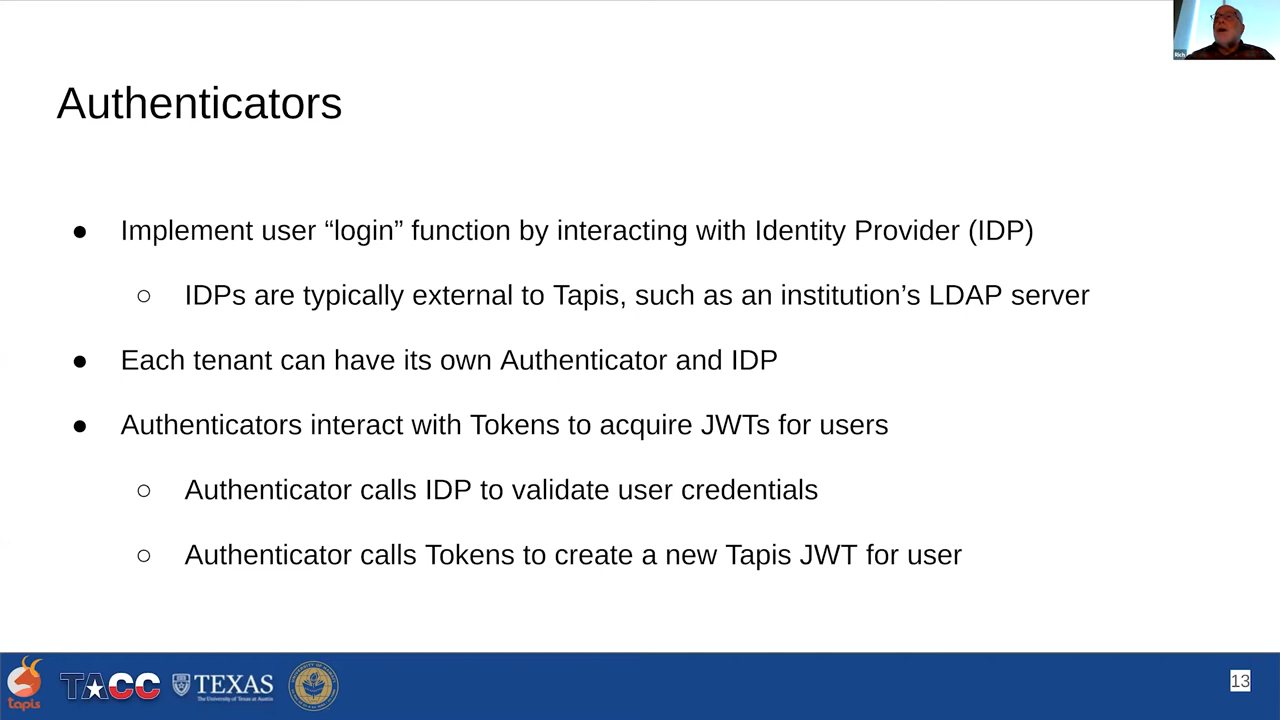 Rich
Authenticators
● Implement user “login” function by interacting with Identity Provider (IDP)
○ IDPs are typically external to Tapis, such as an institution’s LDAP server
● Each tenant can have its own Authenticator and IDP
● Authenticators interact with Tokens to acquire JWTs for users
○ Authenticator calls IDP to validate user credentials
○ Authenticator calls Tokens to create a new Tapis JWT for user
tapis
TACC
TEXAS
The University of Texas at Austin
13